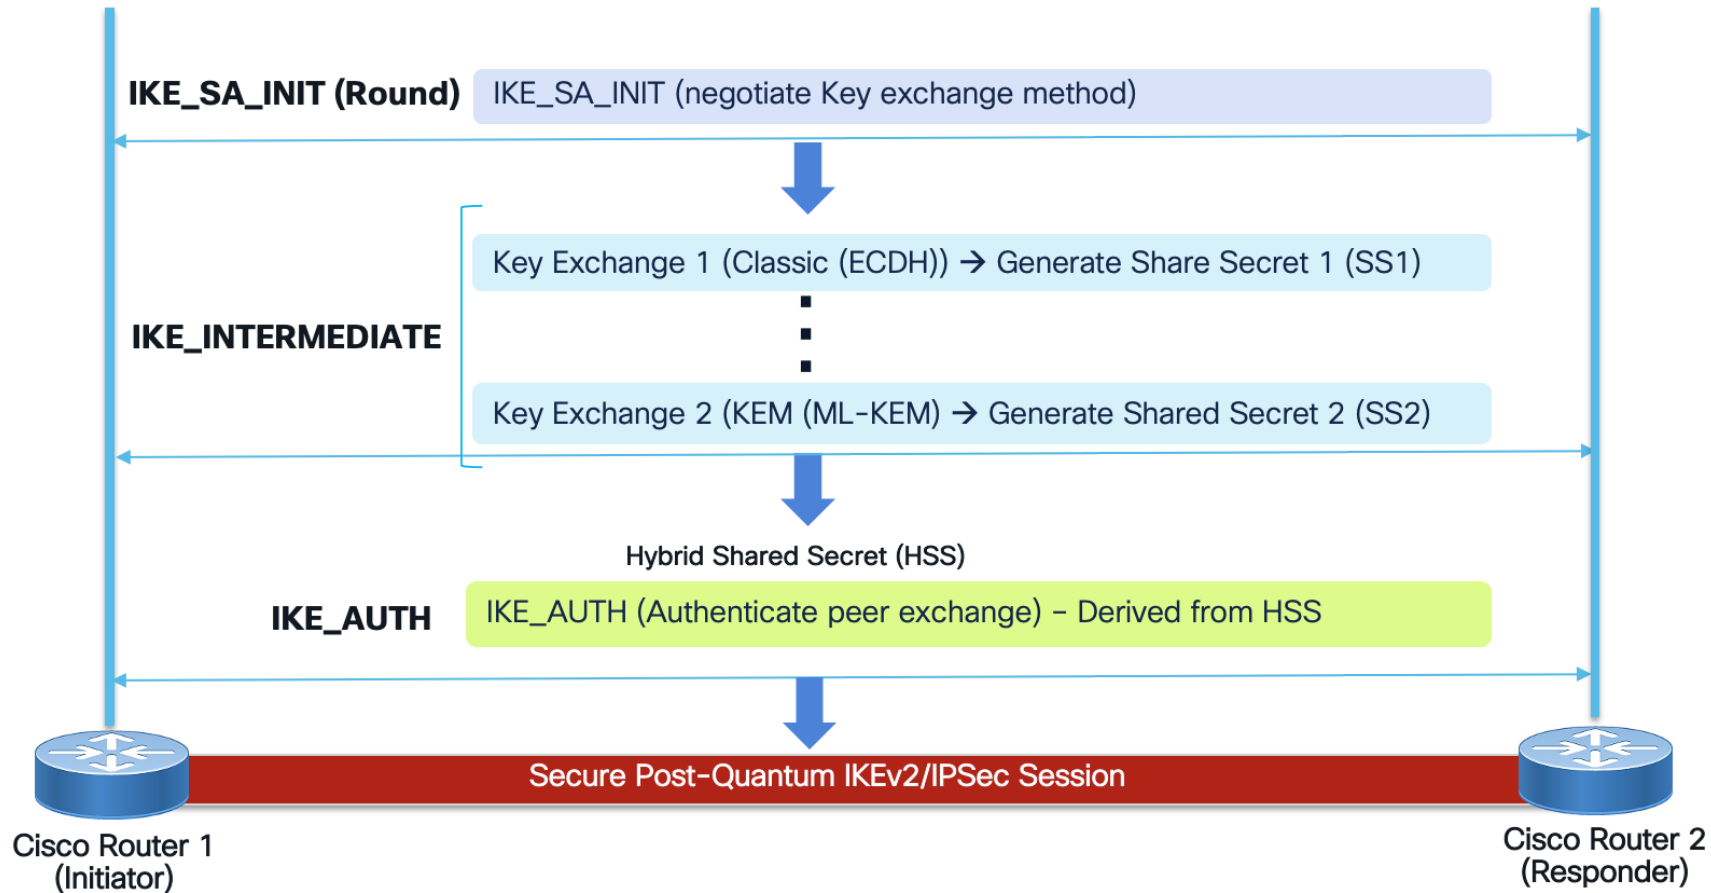 IKE_SA_INIT (Round)
IKE_SA_INIT (negotiate Key exchange method)
Key Exchange 1 (Classic (ECDH)) → Generate Share Secret 1 (SS1)
IKE_INTERMEDIATE
Key Exchange 2 (KEM (ML-KEM) → Generate Shared Secret 2 (SS2)
Hybrid Shared Secret (HSS)
IKE_AUTH
IKE_AUTH (Authenticate peer exchange) – Derived from HSS
Secure Post-Quantum IKEv2/IPSec Session
Cisco Router 1
(Initiator)
Cisco Router 2
(Responder)